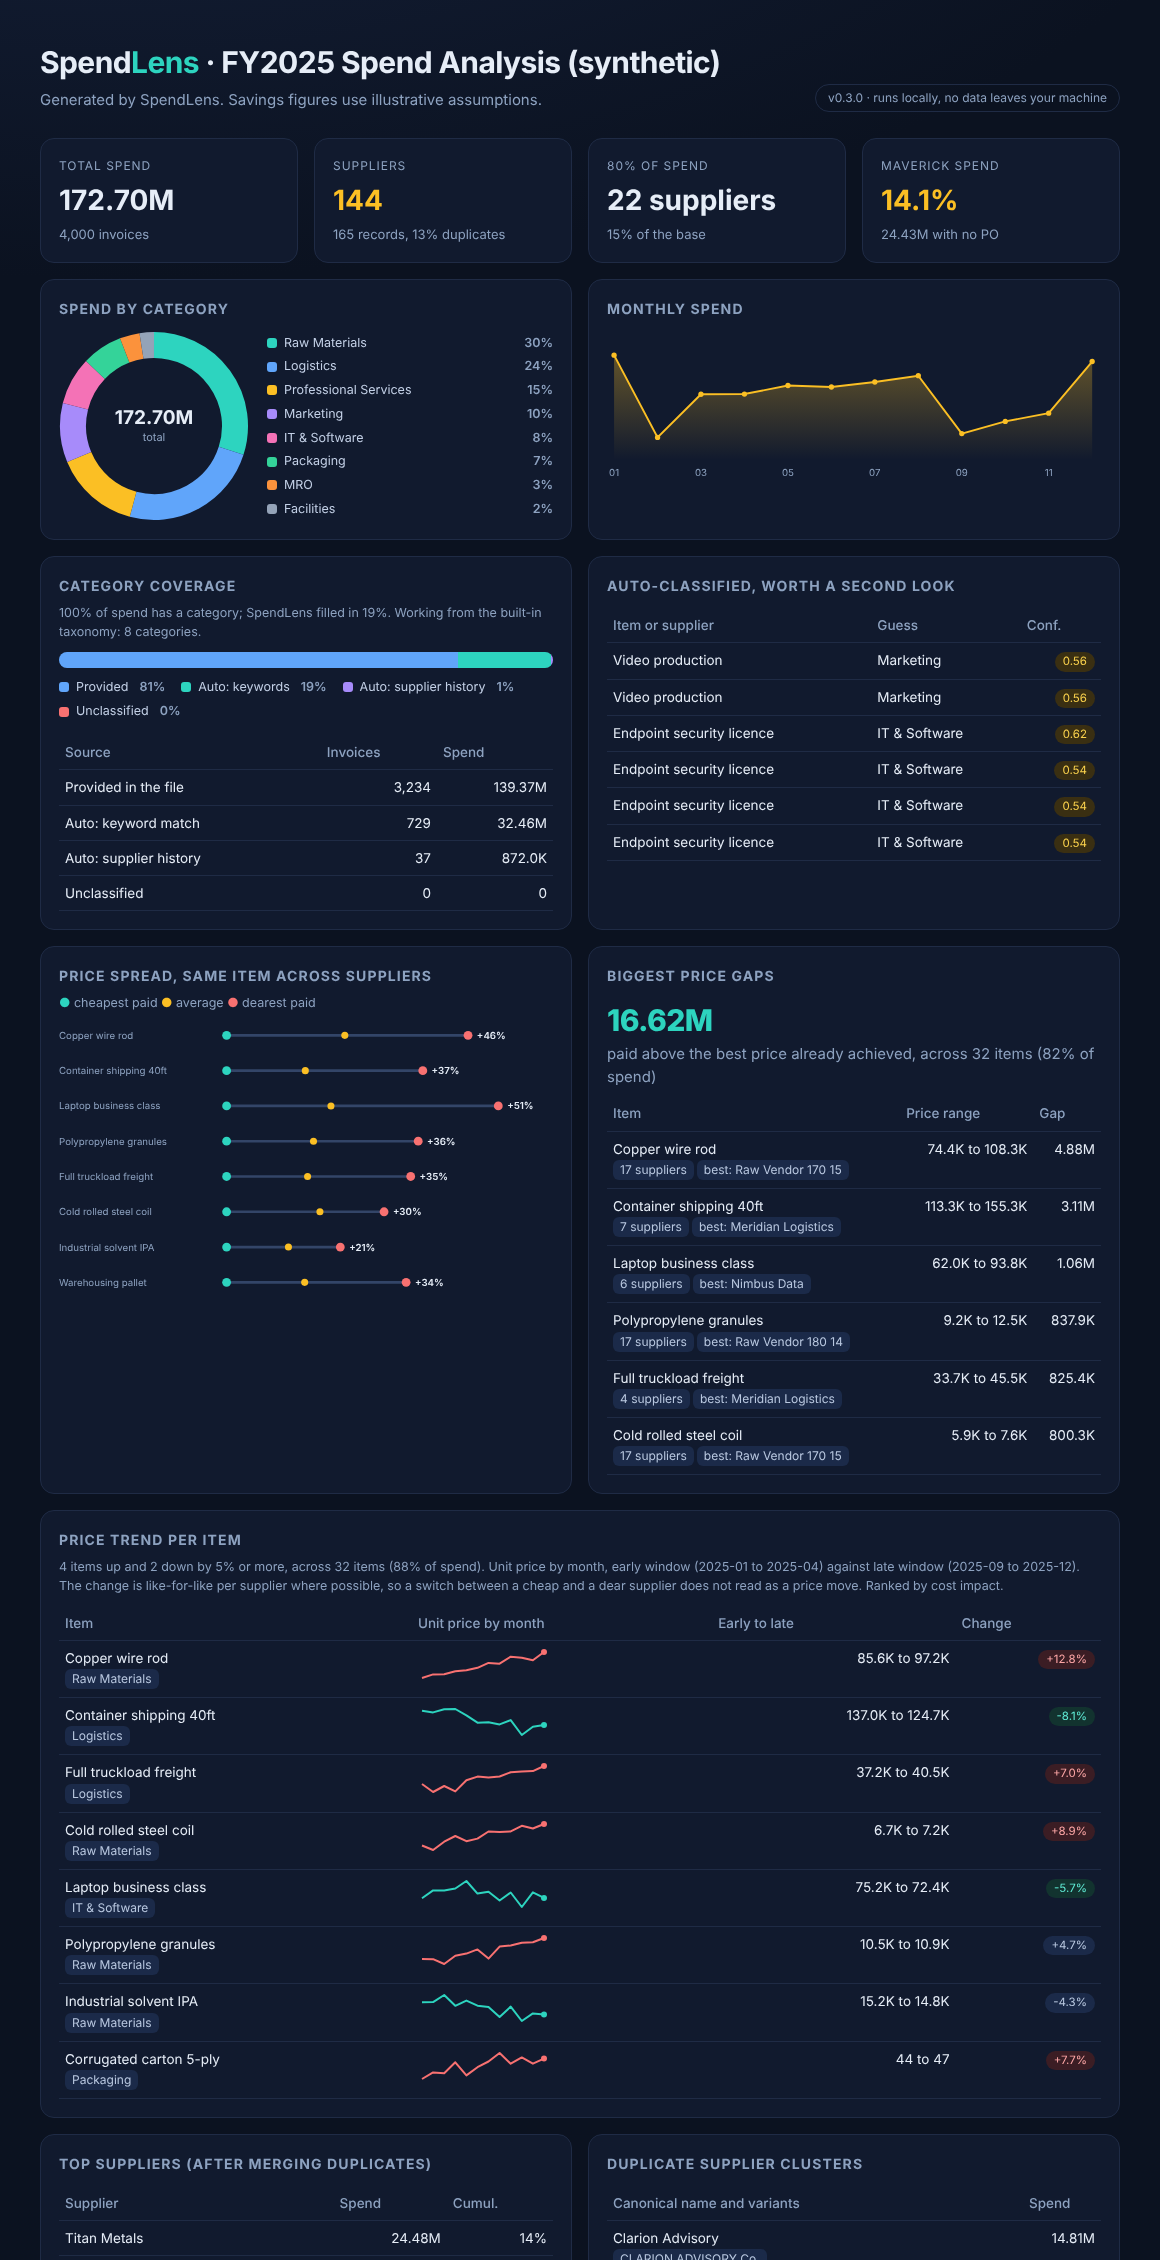 SpendLens · FY2025 Spend Analysis (synthetic)
Generated by SpendLens. Savings figures use illustrative assumptions.
v0.3.0 · runs locally, no data leaves your machine
TOTAL SPEND
172.70M
4,000 invoices
SUPPLIERS
144
165 records, 13% duplicates
80% OF SPEND
22 suppliers
15% of the base
MAVERICK SPEND
14.1%
24.43M with no PO
SPEND BY CATEGORY
172.70M
total
Raw Materials 30%
Logistics 24%
Professional Services 15%
Marketing 10%
IT & Software 8%
Packaging 7%
MRO 3%
Facilities 2%
MONTHLY SPEND
01 03 05 07 09 11
CATEGORY COVERAGE
100% of spend has a category; SpendLens filled in 19%. Working from the built-in
taxonomy: 8 categories.
Provided 81% Auto: keywords 19% Auto: supplier history 1%
Unclassified 0%
Source Invoices Spend
Provided in the file 3,234 139.37M
Auto: keyword match 729 32.46M
Auto: supplier history 37 872.0K
Unclassified 0 0
AUTO-CLASSIFIED, WORTH A SECOND LOOK
Item or supplier Guess Conf.
Video production Marketing 0.56
Video production Marketing 0.56
Endpoint security licence IT & Software 0.62
Endpoint security licence IT & Software 0.54
Endpoint security licence IT & Software 0.54
Endpoint security licence IT & Software 0.54
PRICE SPREAD, SAME ITEM ACROSS SUPPLIERS
cheapest paid average dearest paid
Copper wire rod +46%
Container shipping 40ft +37%
Laptop business class +51%
Polypropylene granules +36%
Full truckload freight +35%
Cold rolled steel coil +30%
Industrial solvent IPA +21%
Warehousing pallet +34%
BIGGEST PRICE GAPS
16.62M
paid above the best price already achieved, across 32 items (82% of
spend)
Item Price range Gap
Copper wire rod 74.4K to 108.3K 4.88M
17 suppliers best: Raw Vendor 170 15
Container shipping 40ft 113.3K to 155.3K 3.11M
7 suppliers best: Meridian Logistics
Laptop business class 62.0K to 93.8K 1.06M
6 suppliers best: Nimbus Data
Polypropylene granules 9.2K to 12.5K 837.9K
17 suppliers best: Raw Vendor 180 14
Full truckload freight 33.7K to 45.5K 825.4K
4 suppliers best: Meridian Logistics
Cold rolled steel coil 5.9K to 7.6K 800.3K
17 suppliers best: Raw Vendor 170 15
PRICE TREND PER ITEM
4 items up and 2 down by 5% or more, across 32 items (88% of spend). Unit price by month, early window (2025-01 to 2025-04) against late window (2025-09 to 2025-12).
The change is like-for-like per supplier where possible, so a switch between a cheap and a dear supplier does not read as a price move. Ranked by cost impact.
Item Unit price by month Early to late Change
Copper wire rod 85.6K to 97.2K +12.8%
Raw Materials
Container shipping 40ft 137.0K to 124.7K -8.1%
Logistics
Full truckload freight 37.2K to 40.5K +7.0%
Logistics
Cold rolled steel coil 6.7K to 7.2K +8.9%
Raw Materials
Laptop business class 75.2K to 72.4K -5.7%
IT & Software
Polypropylene granules 10.5K to 10.9K +4.7%
Raw Materials
Industrial solvent IPA 15.2K to 14.8K -4.3%
Raw Materials
Corrugated carton 5-ply 44 to 47 +7.7%
Packaging
TOP SUPPLIERS (AFTER MERGING DUPLICATES)
Supplier Spend Cumul.
Titan Metals 24.48M 14%
DUPLICATE SUPPLIER CLUSTERS
Canonical name and variants Spend
Clarion Advisory 14.81M
CLARION ADVISORY Co.